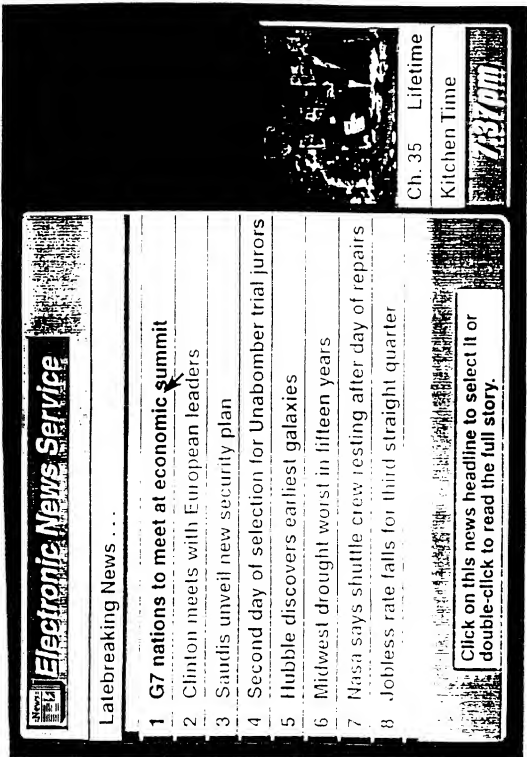 News
Electronic News Service
Latebreaking News ...
1 G7 nations to meet at economic summit
2 Clinton meets with European leaders
3 Saudis unveil new security plan
4 Second day of selection for Unabomber trial jurors
5 Hubble discovers earliest galaxies
6 Midwest drought worst in fifteen years
7 Nasa says shuttle crew resting after day of repairs
8 Jobless rate falls for third straight quarter
Click on this news headline to select it or
double-click to read the full story.
Ch. 35 Lifetime
Kitchen Time
7:37pm